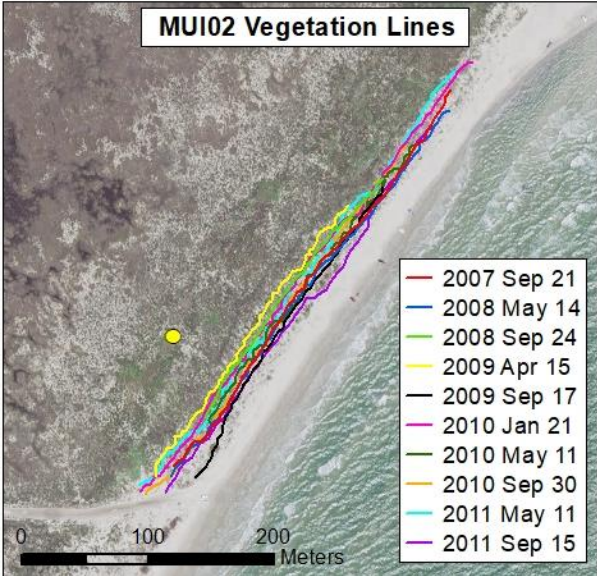 MUI02 Vegetation Lines
2007 Sep 21
2008 May 14
2008 Sep 24
2009 Apr 15
2009 Sep 17
2010 Jan 21
2010 May 11
2010 Sep 30
2011 May 11
2011 Sep 15
0 100 200
Meters